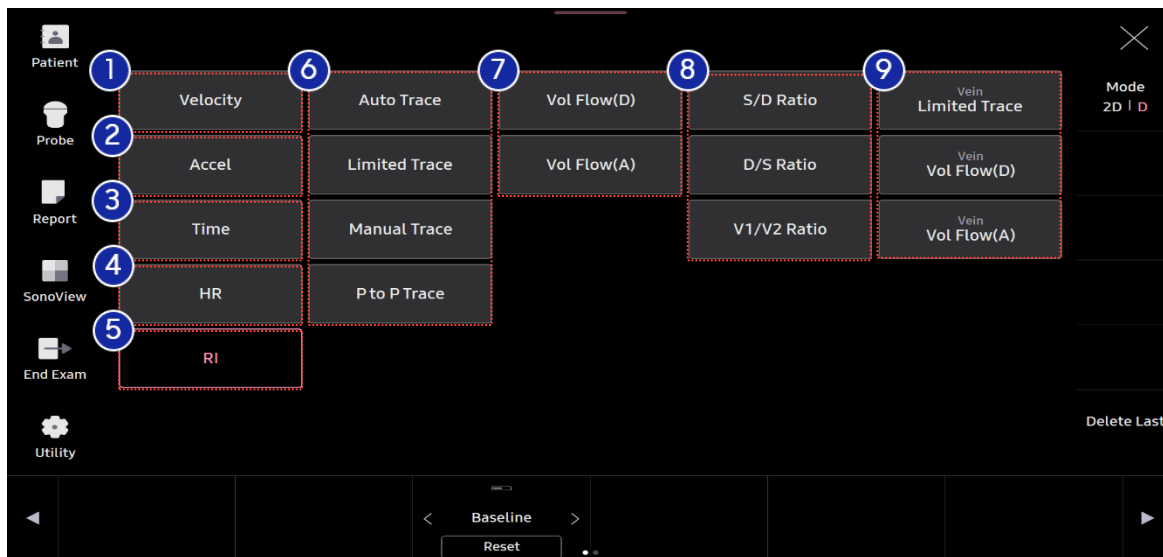 Patient
Probe
Report
SonoView
End Exam
Utility
1
Velocity
2
Accel
3
Time
4
HR
5
RI
6
Auto Trace
Limited Trace
Manual Trace
P to P Trace
7
Vol Flow(D)
Vol Flow(A)
8
S/D Ratio
D/S Ratio
V1/V2 Ratio
9
Vein
Limited Trace
Vein
Vol Flow(D)
Vein
Vol Flow(A)
Mode
2D | D
Delete Last
◀
< Baseline >
Reset
▶